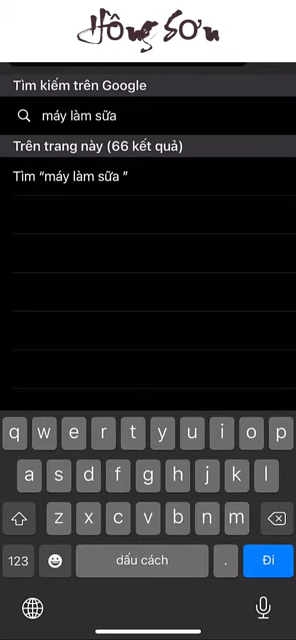 Hồng Sơn
Tìm kiếm trên Google
máy làm sữa
Trên trang này (66 kết quả)
Tìm “máy làm sữa ”
q w e r t y u i o p
a s d f g h j k l
z x c v b n m
123 dấu cách . Đi